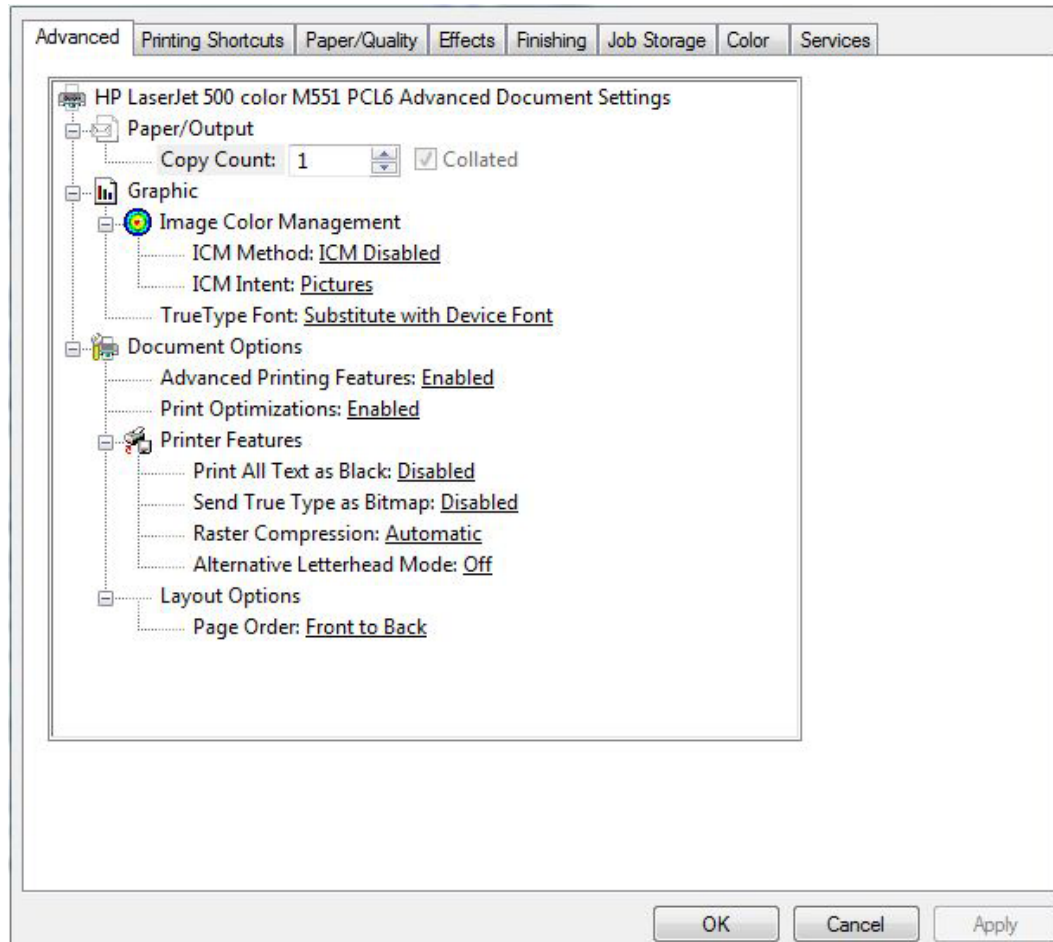 Advanced Printing Shortcuts Paper/Quality Effects Finishing Job Storage Color Services
HP LaserJet 500 color M551 PCL6 Advanced Document Settings
Paper/Output
Copy Count: 1 Collated
Graphic
Image Color Management
ICM Method: ICM Disabled
ICM Intent: Pictures
TrueType Font: Substitute with Device Font
Document Options
Advanced Printing Features: Enabled
Print Optimizations: Enabled
Printer Features
Print All Text as Black: Disabled
Send True Type as Bitmap: Disabled
Raster Compression: Automatic
Alternative Letterhead Mode: Off
Layout Options
Page Order: Front to Back
OK Cancel Apply